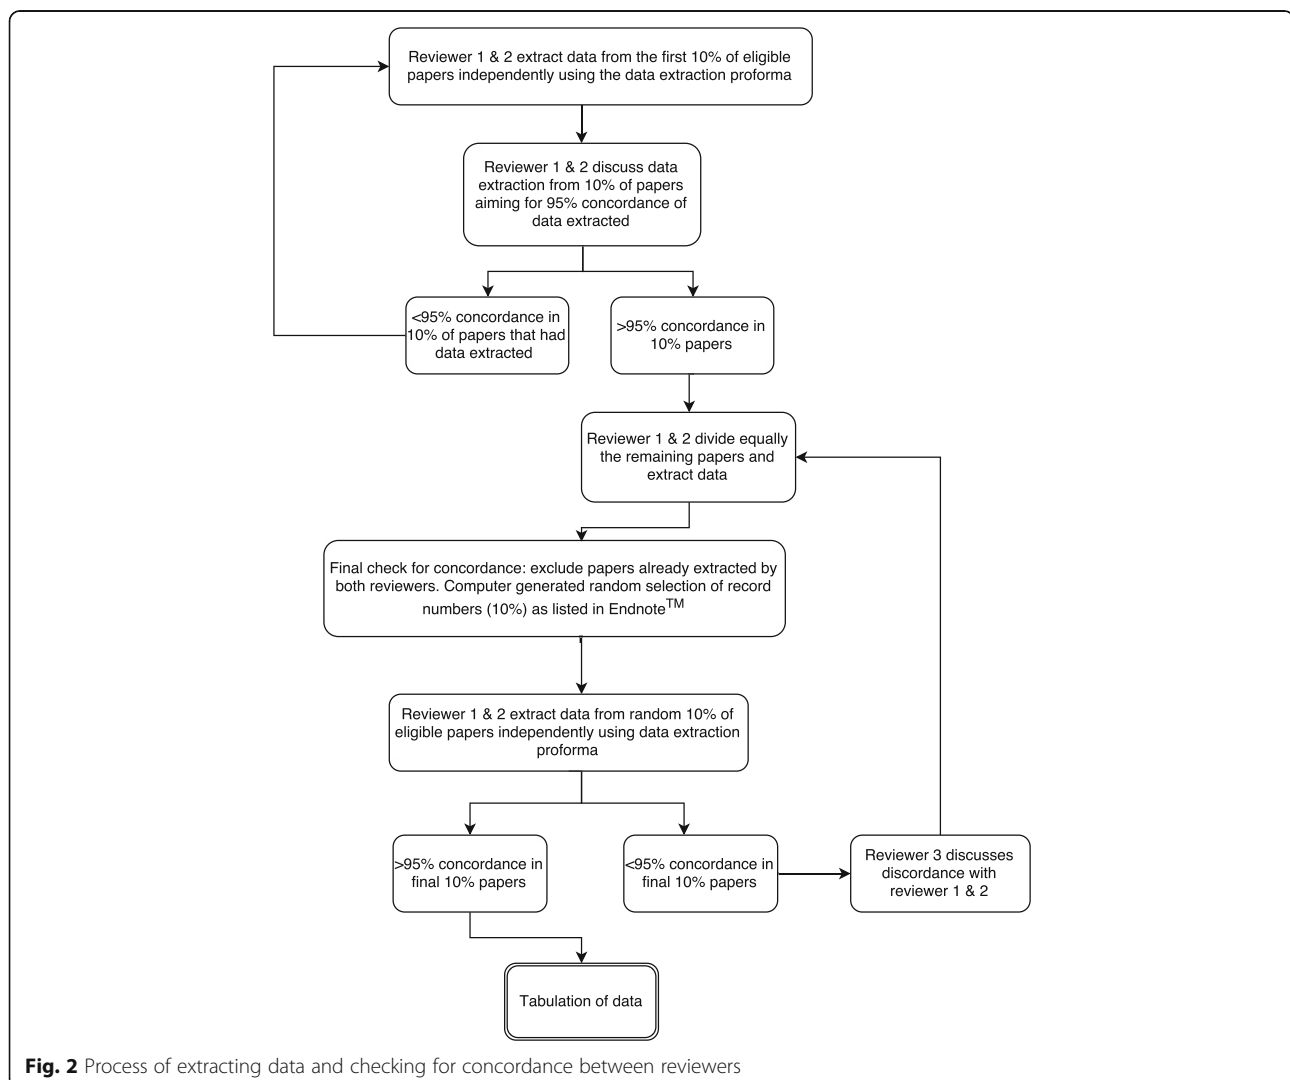 Reviewer 1 & 2 extract data from the first 10% of eligible
papers independently using the data extraction proforma
Reviewer 1 & 2 discuss data
extraction from 10% of papers
aiming for 95% concordance of
data extracted
<95% concordance in
10% of papers that had
data extracted
>95% concordance in
10% papers
Reviewer 1 & 2 divide equally
the remaining papers and
extract data
Final check for concordance: exclude papers already extracted by
both reviewers. Computer generated random selection of record
numbers (10%) as listed in Endnote™
Reviewer 1 & 2 extract data from random 10% of
eligible papers independently using data extraction
proforma
>95% concordance in
final 10% papers
<95% concordance in
final 10% papers
Reviewer 3 discusses
discordance with
reviewer 1 & 2
Tabulation of data
Fig. 2 Process of extracting data and checking for concordance between reviewers